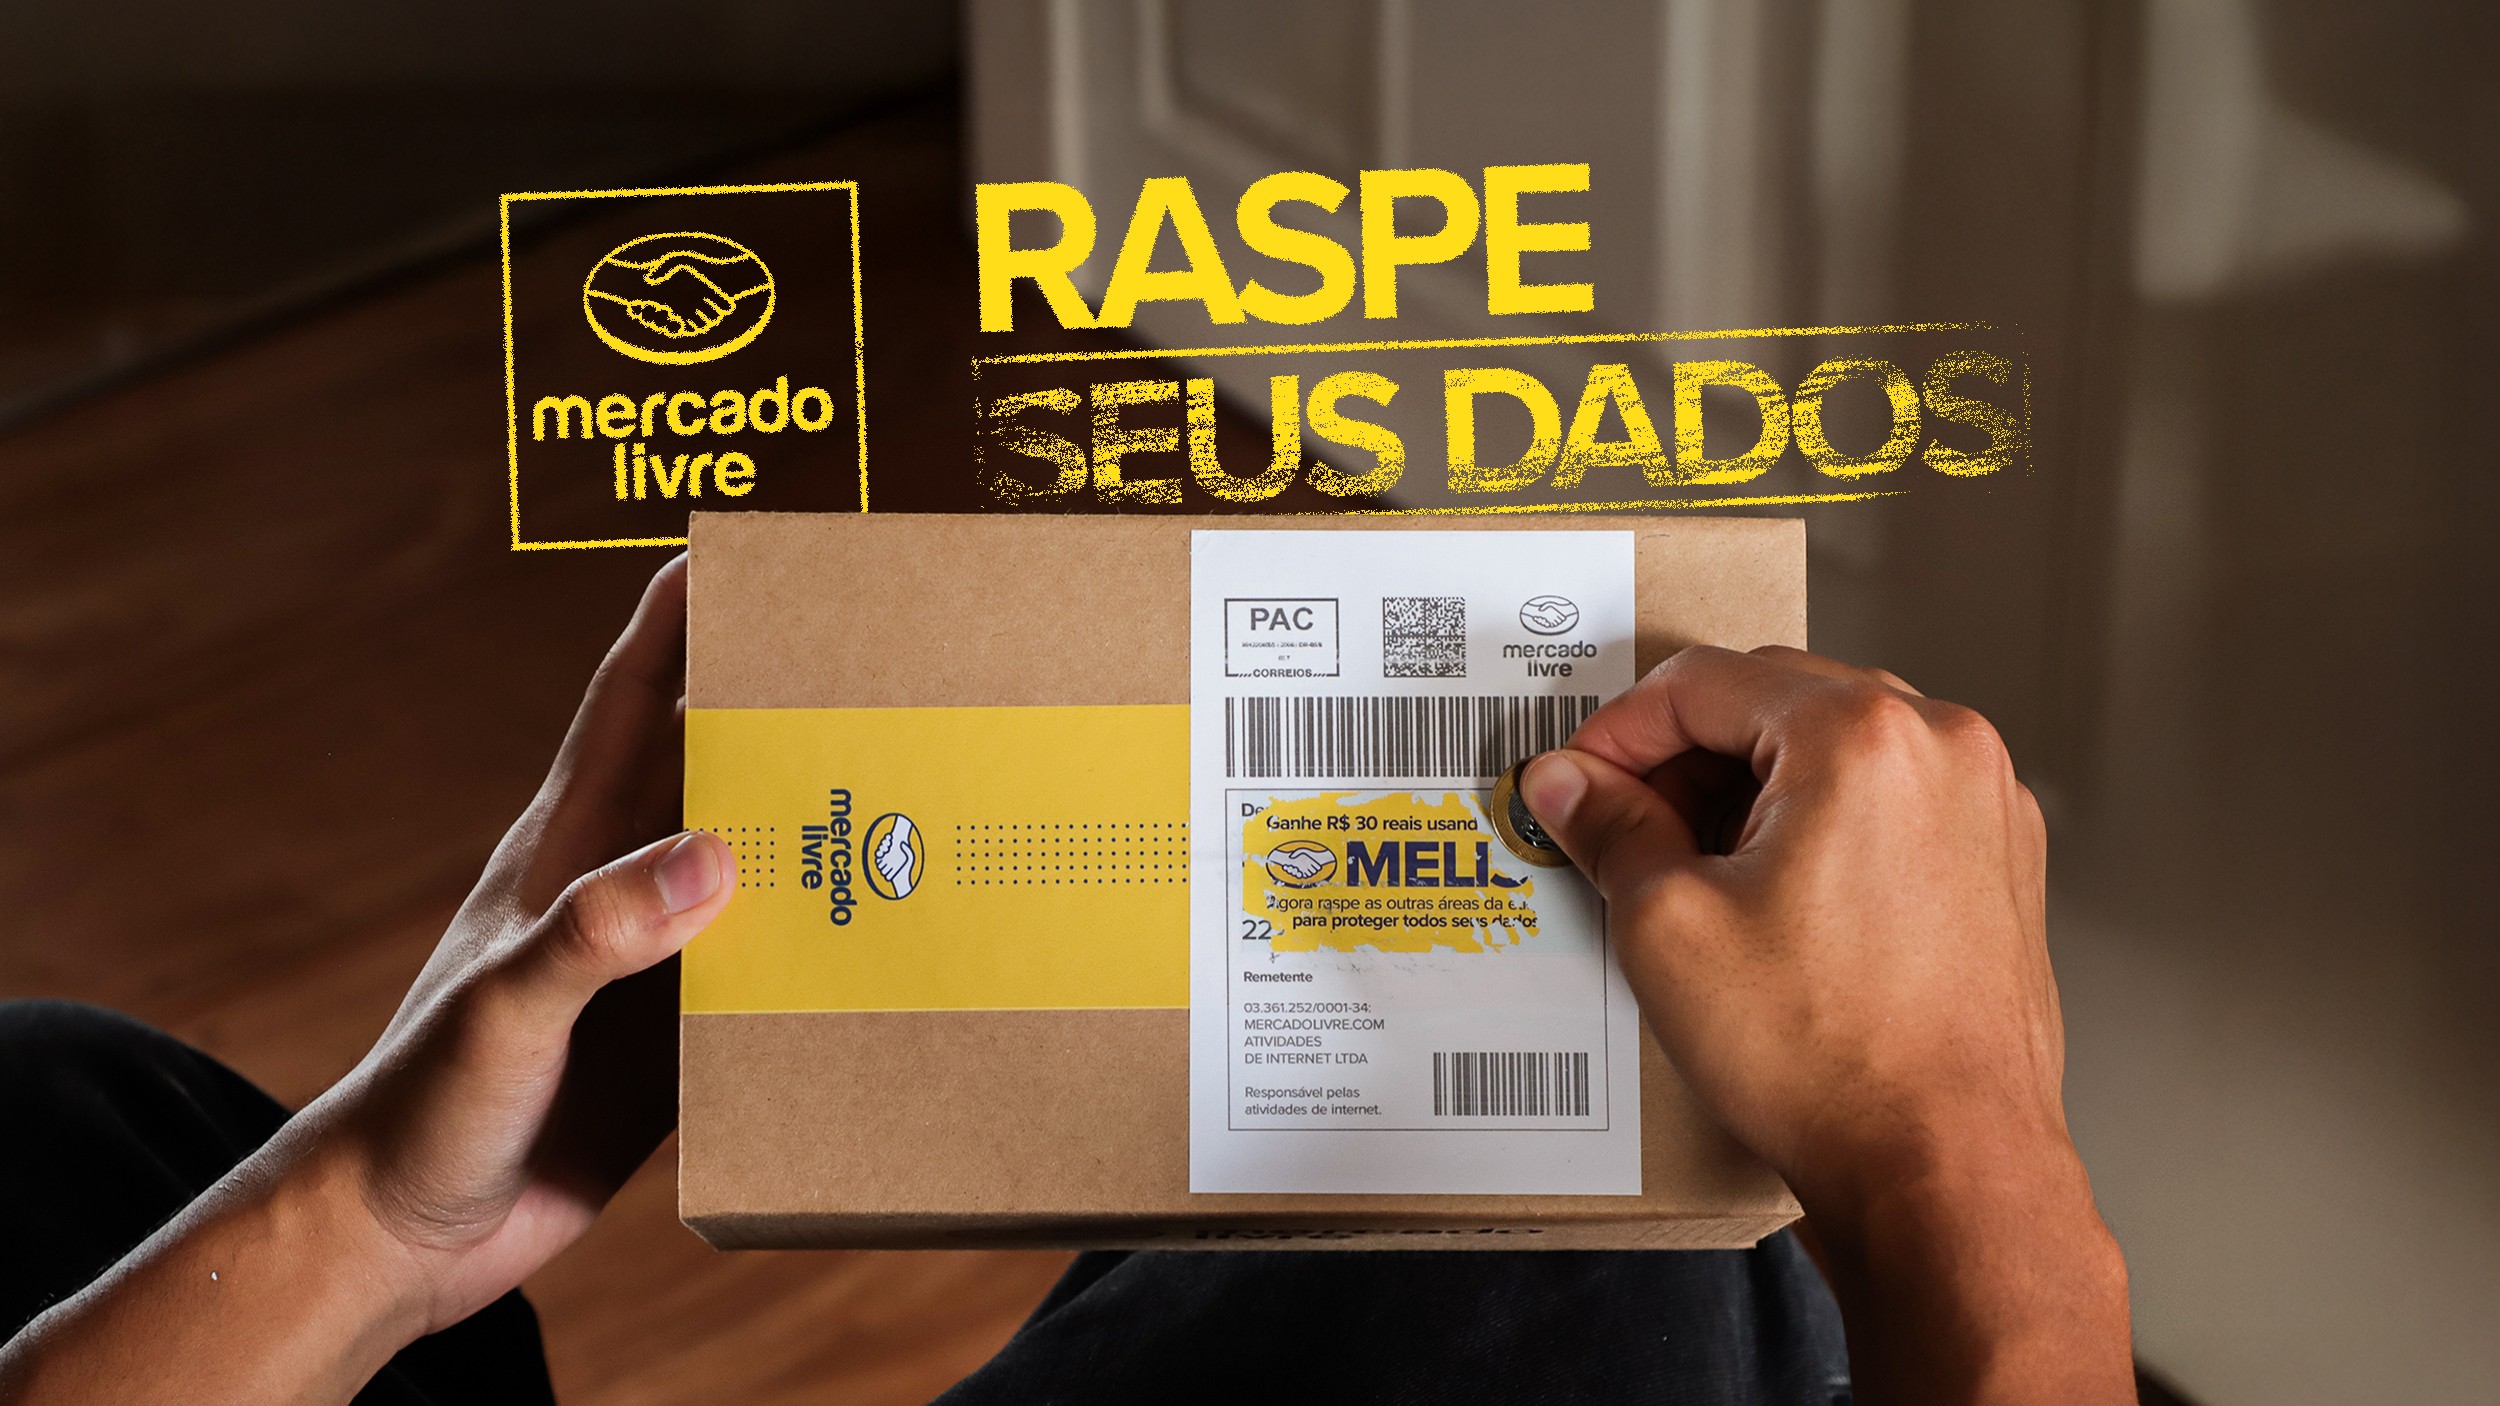 mercado
livre
RASPE
SEUS DADOS
PAC
CORREIOS
mercado
livre
mercado
livre
Ganhe R$ 30 reais
MELI
Agora raspe as outras áreas da
para proteger todos seus dados
22
Remetente
03.361.252/0001-34:
MERCADOLIVRE.COM
ATIVIDADES
DE INTERNET LTDA
Responsável pelas
atividades de internet.